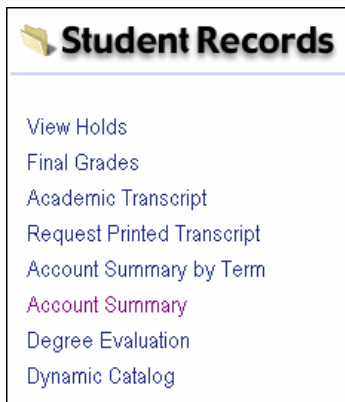 Student Records
View Holds
Final Grades
Academic Transcript
Request Printed Transcript
Account Summary by Term
Account Summary
Degree Evaluation
Dynamic Catalog